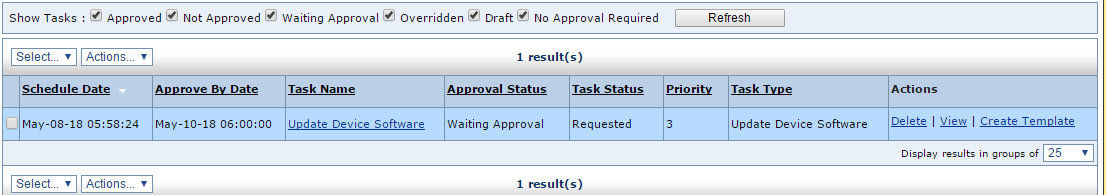 Show Tasks : Approved Not Approved Waiting Approval Overridden Draft No Approval Required Refresh
Select... Actions... 1 result(s)
Schedule Date Approve By Date Task Name Approval Status Task Status Priority Task Type Actions
May-08-18 05:58:24 May-10-18 06:00:00 Update Device Software Waiting Approval Requested 3 Update Device Software Delete | View | Create Template
Display results in groups of 25
Select... Actions... 1 result(s)